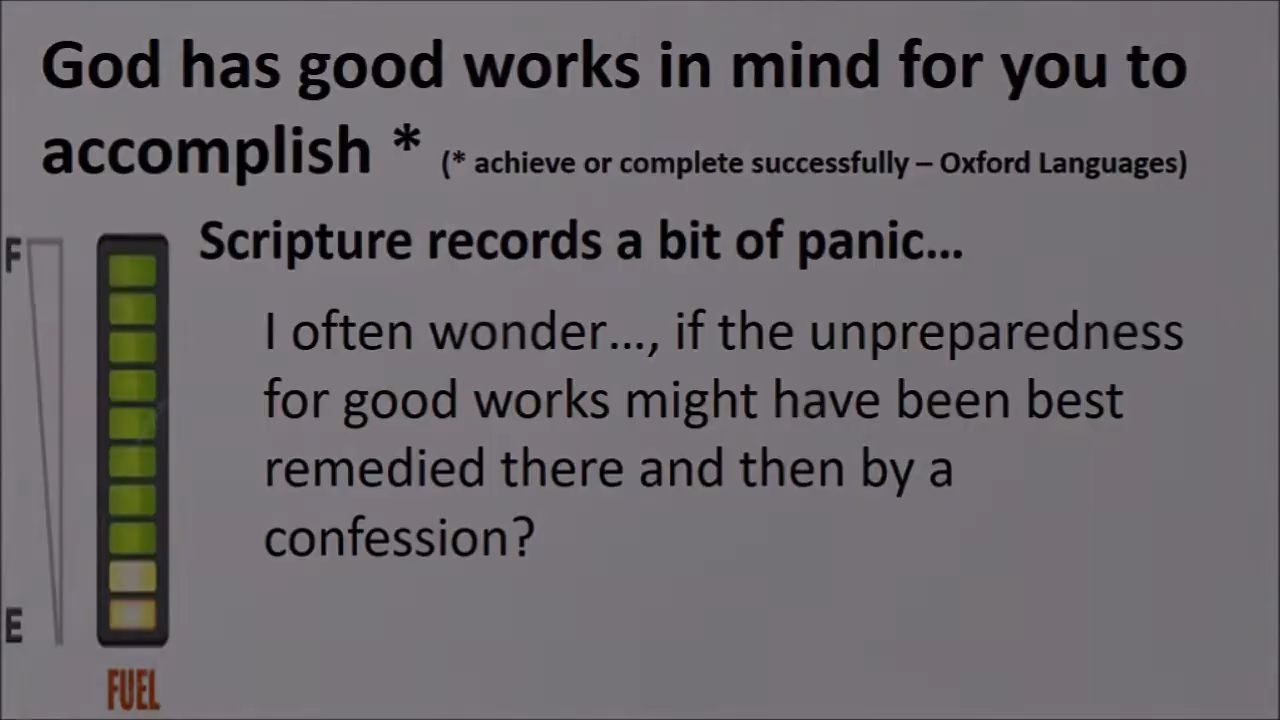 God has good works in mind for you to
accomplish * (* achieve or complete successfully – Oxford Languages)
Scripture records a bit of panic...
F
I often wonder..., if the unpreparedness
for good works might have been best
remedied there and then by a
confession?
E
FUEL